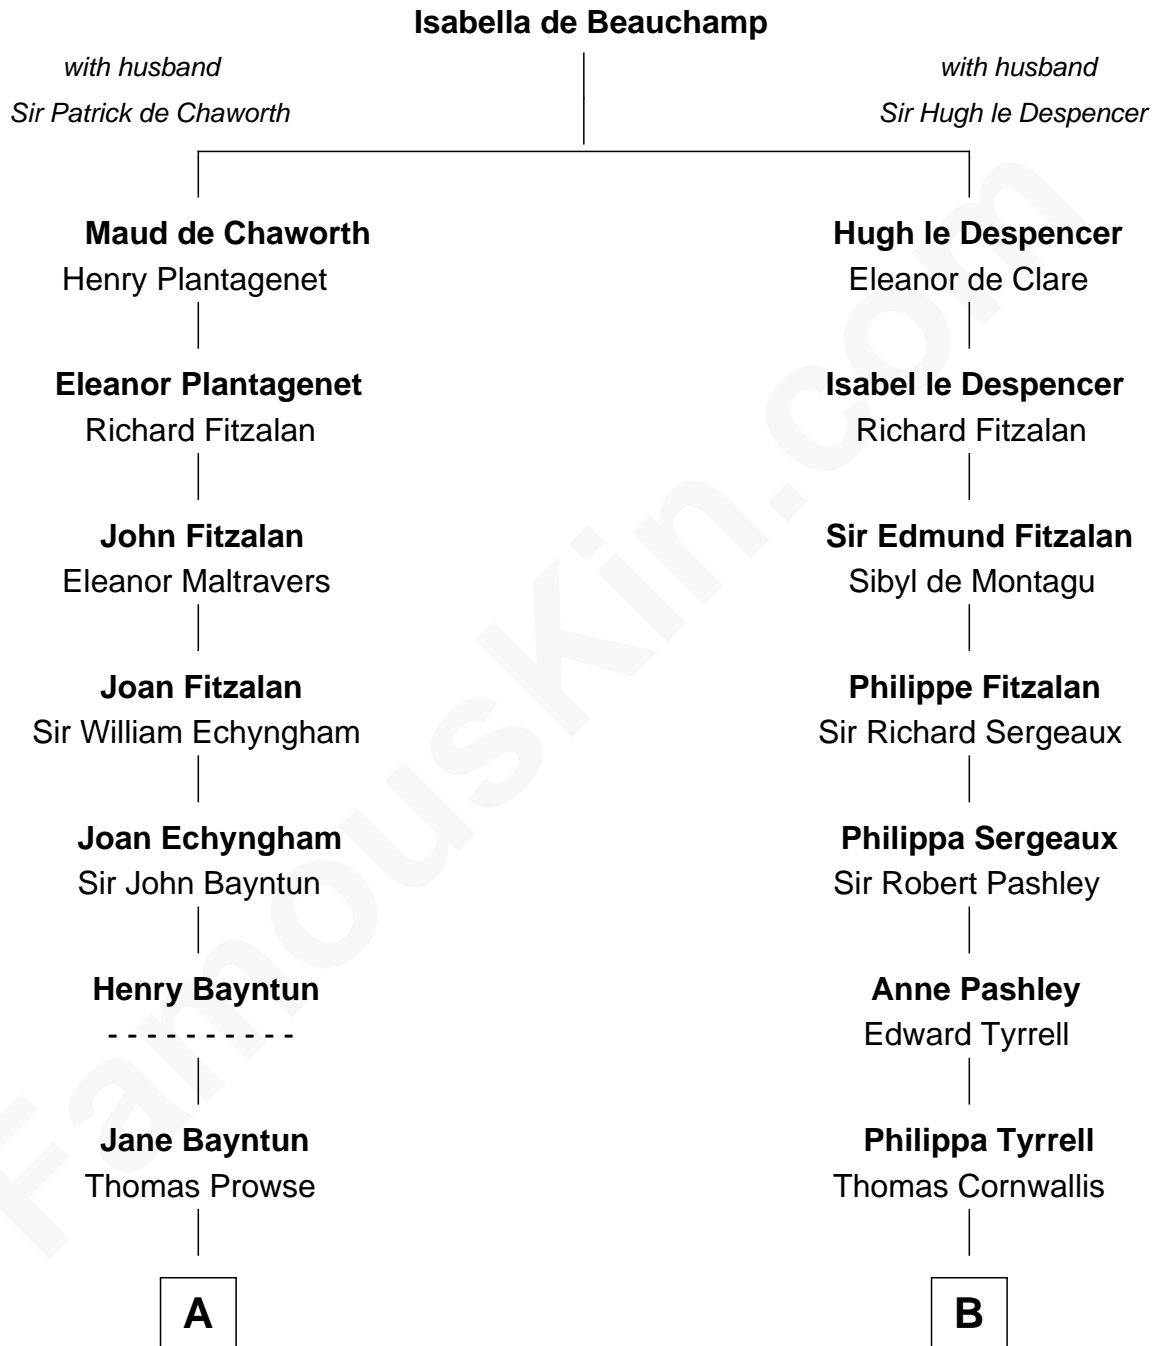 Isabella de Beauchamp
with husband
Sir Patrick de Chaworth
with husband
Sir Hugh le Despencer
Maud de Chaworth
Henry Plantagenet
Hugh le Despencer
Eleanor de Clare
Eleanor Plantagenet
Richard Fitzalan
Isabel le Despencer
Richard Fitzalan
John Fitzalan
Eleanor Maltravers
Sir Edmund Fitzalan
Sibyl de Montagu
Joan Fitzalan
Sir William Echyngham
Philippe Fitzalan
Sir Richard Sergeaux
Joan Echyngham
Sir John Bayntun
Philippa Sergeaux
Sir Robert Pashley
Henry Bayntun
- - - - - - - - - -
Anne Pashley
Edward Tyrrell
Jane Bayntun
Thomas Prowse
Philippa Tyrrell
Thomas Cornwallis
A
B
FamousKin.com